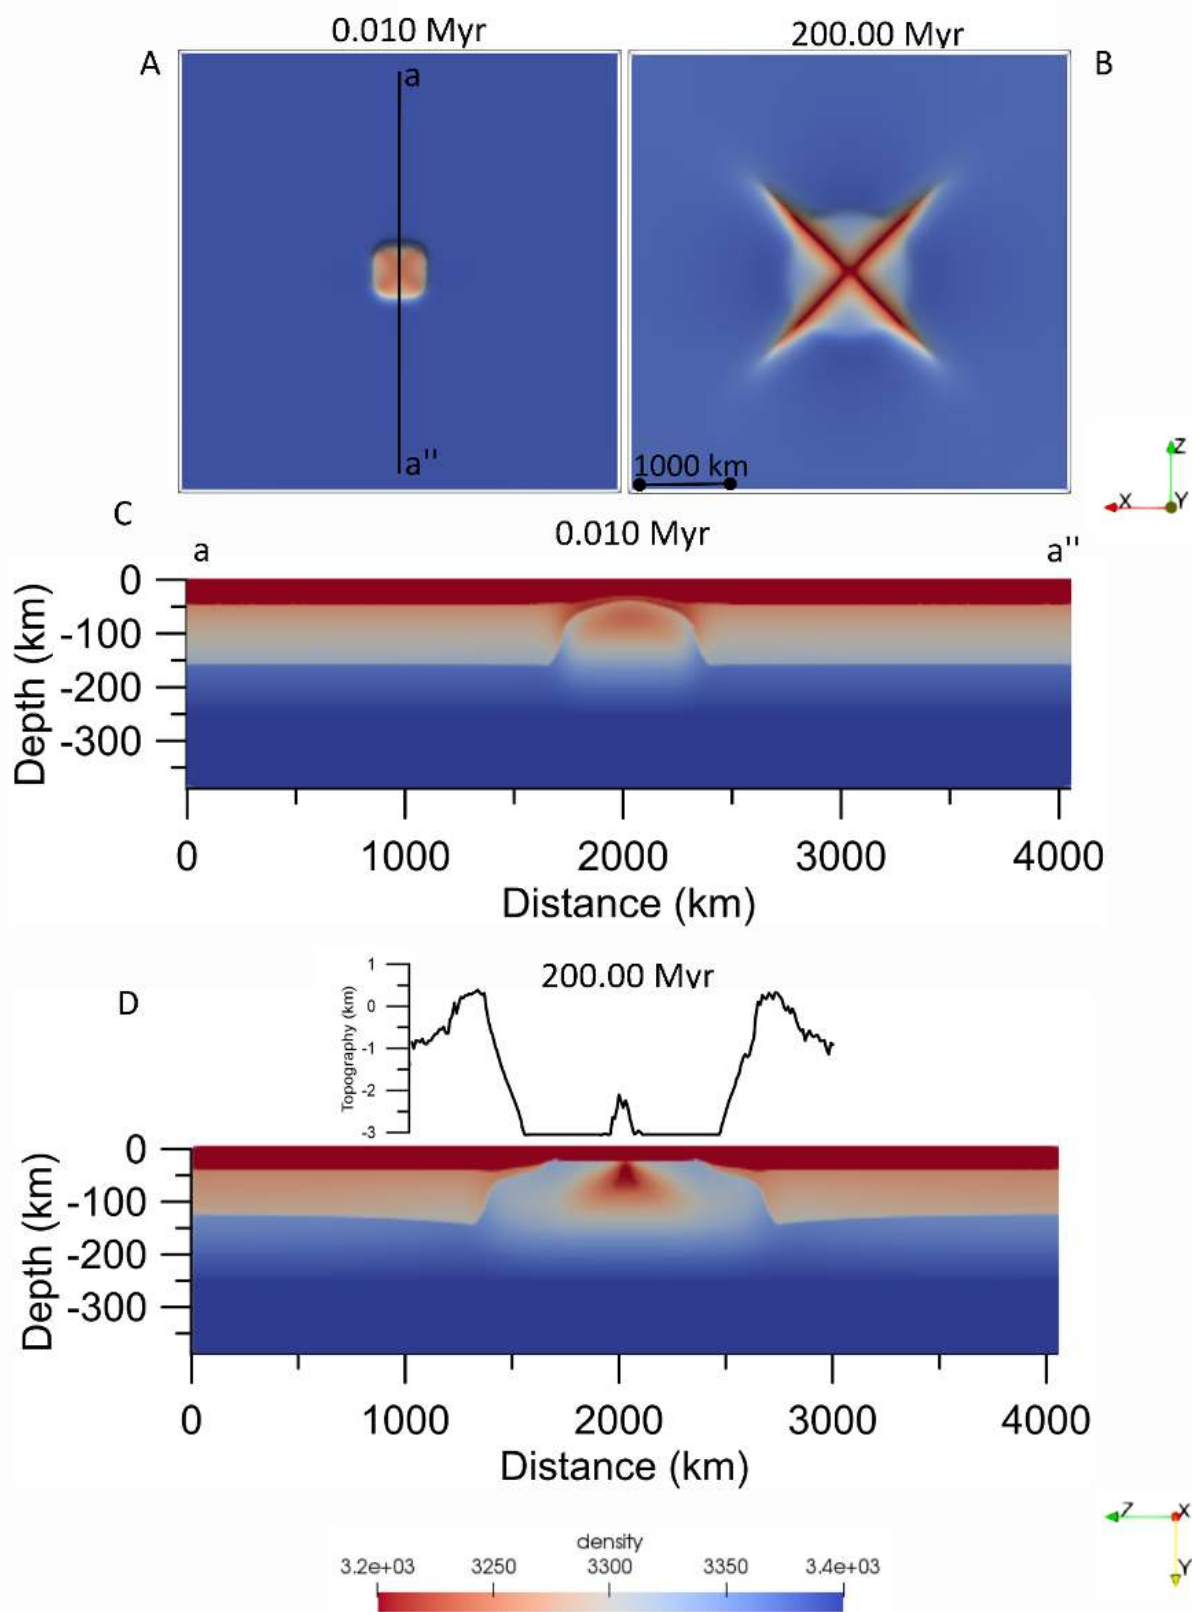 0.010 Myr 200.00 Myr
A B
a
a''
1000 km
Z
X Y
C
0.010 Myr
a a''
0
-100
-200
-300
Depth (km)
0 1000 2000 3000 4000
Distance (km)
D
200.00 Myr
1
0
-1
-2
-3
Topography (km)
0
-100
-200
-300
Depth (km)
0 1000 2000 3000 4000
Distance (km)
Z X
Y
density
3.2e+03 3250 3300 3350 3.4e+03